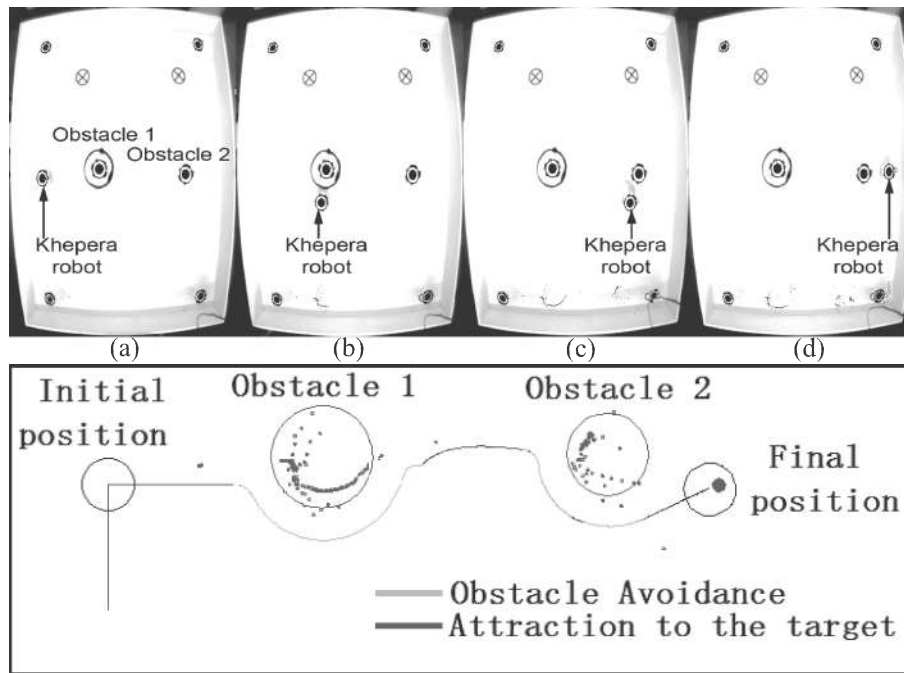 Obstacle 1
Obstacle 2
Khepera
robot
Khepera
robot
Khepera
robot
Khepera
robot
(a)
(b)
(c)
(d)
Initial
position
Obstacle 1
Obstacle 2
Final
position
Obstacle Avoidance
Attraction to the target